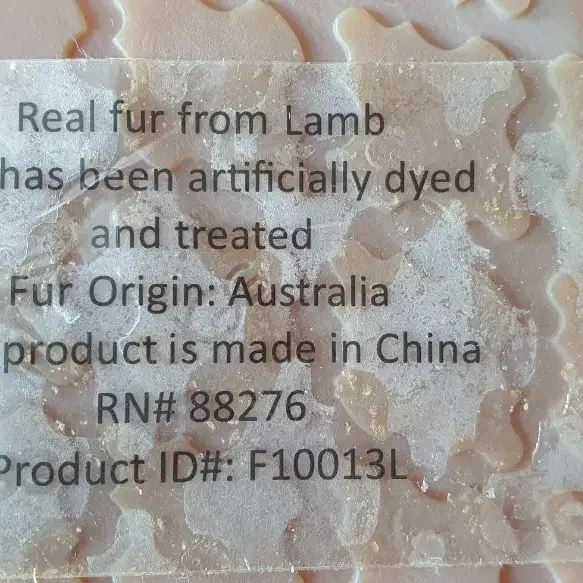 Real fur from Lamb
has been artificially dyed
and treated
Fur Origin: Australia
product is made in China
RN# 88276
Product ID#: F10013L